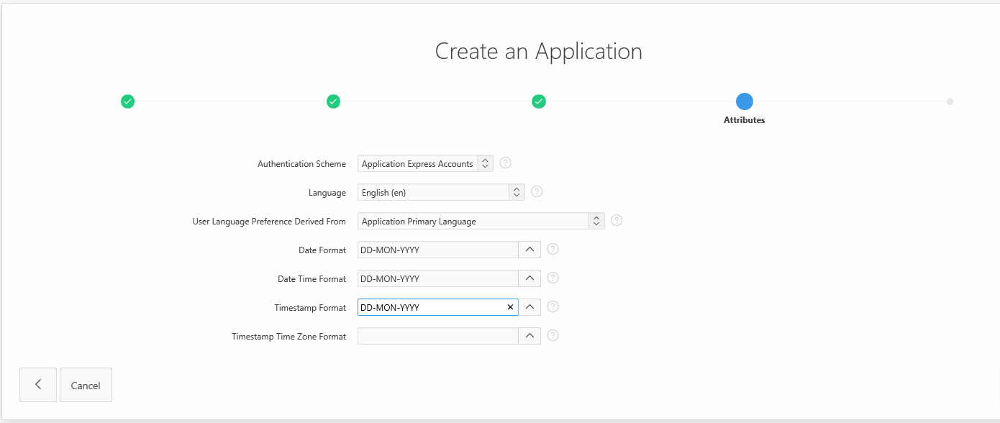 Create an Application
Attributes
Authentication Scheme Application Express Accounts ?
Language English (en) ?
User Language Preference Derived From Application Primary Language ?
Date Format DD-MON-YYYY ?
Date Time Format DD-MON-YYYY ?
Timestamp Format DD-MON-YYYY ?
Timestamp Time Zone Format ?
Cancel